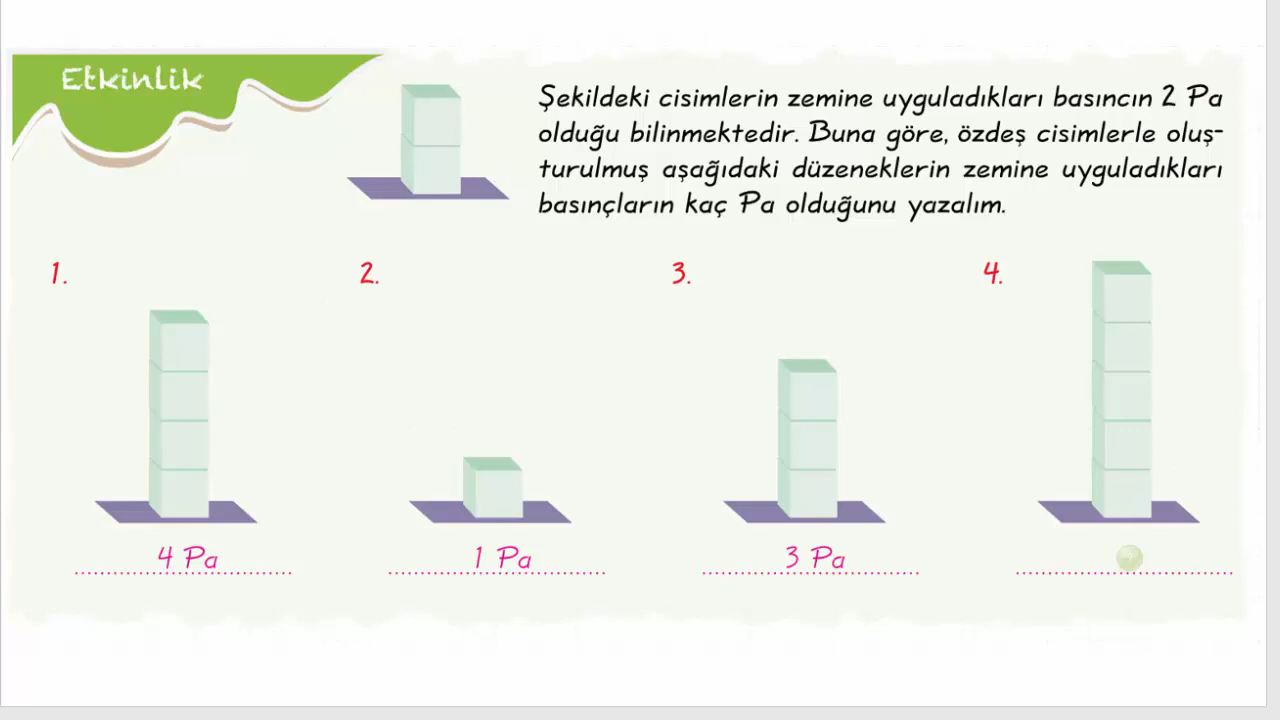 Etkinlik
Şekildeki cisimlerin zemine uyguladıkları basıncın 2 Pa
olduğu bilinmektedir. Buna göre, özdeş cisimlerle oluş-
turulmuş aşağıdaki düzeneklerin zemine uyguladıkları
basınçların kaç Pa olduğunu yazalım.
1.
2.
3.
4.
4 Pa
1 Pa
3 Pa